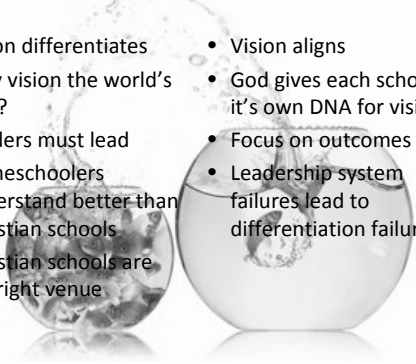 on differentiates
vision the world's
?
ders must lead
neschoolers
erstand better than
stian schools
stian schools are
right venue
• Vision aligns
• God gives each scho
it's own DNA for visi
• Focus on outcomes
• Leadership system
failures lead to
differentiation failur